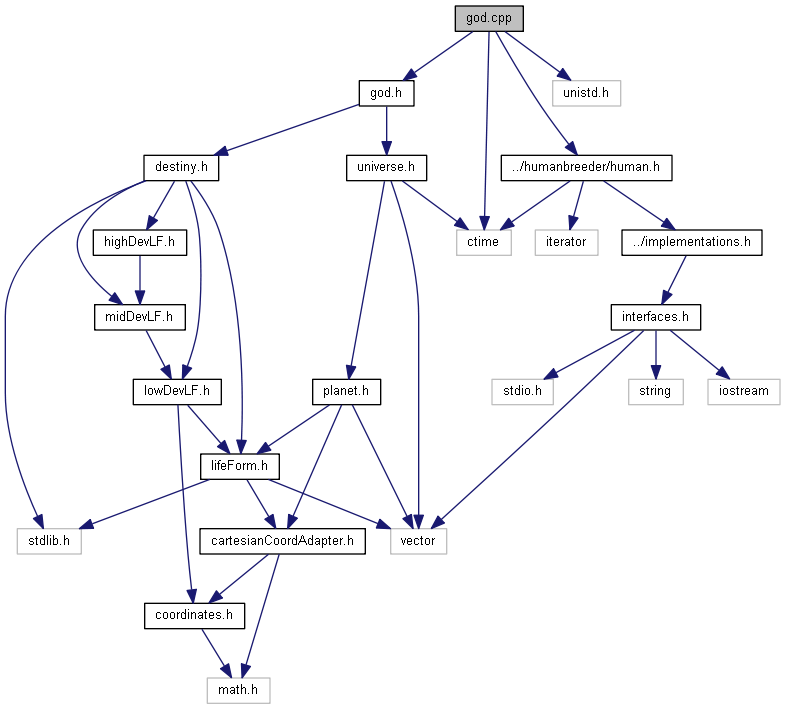 god.cpp
god.h
unistd.h
destiny.h
universe.h
../humanbreeder/human.h
highDevLF.h
ctime
iterator
../implementations.h
midDevLF.h
interfaces.h
lowDevLF.h
planet.h
stdio.h
string
iostream
lifeForm.h
stdlib.h
cartesianCoordAdapter.h
vector
coordinates.h
math.h